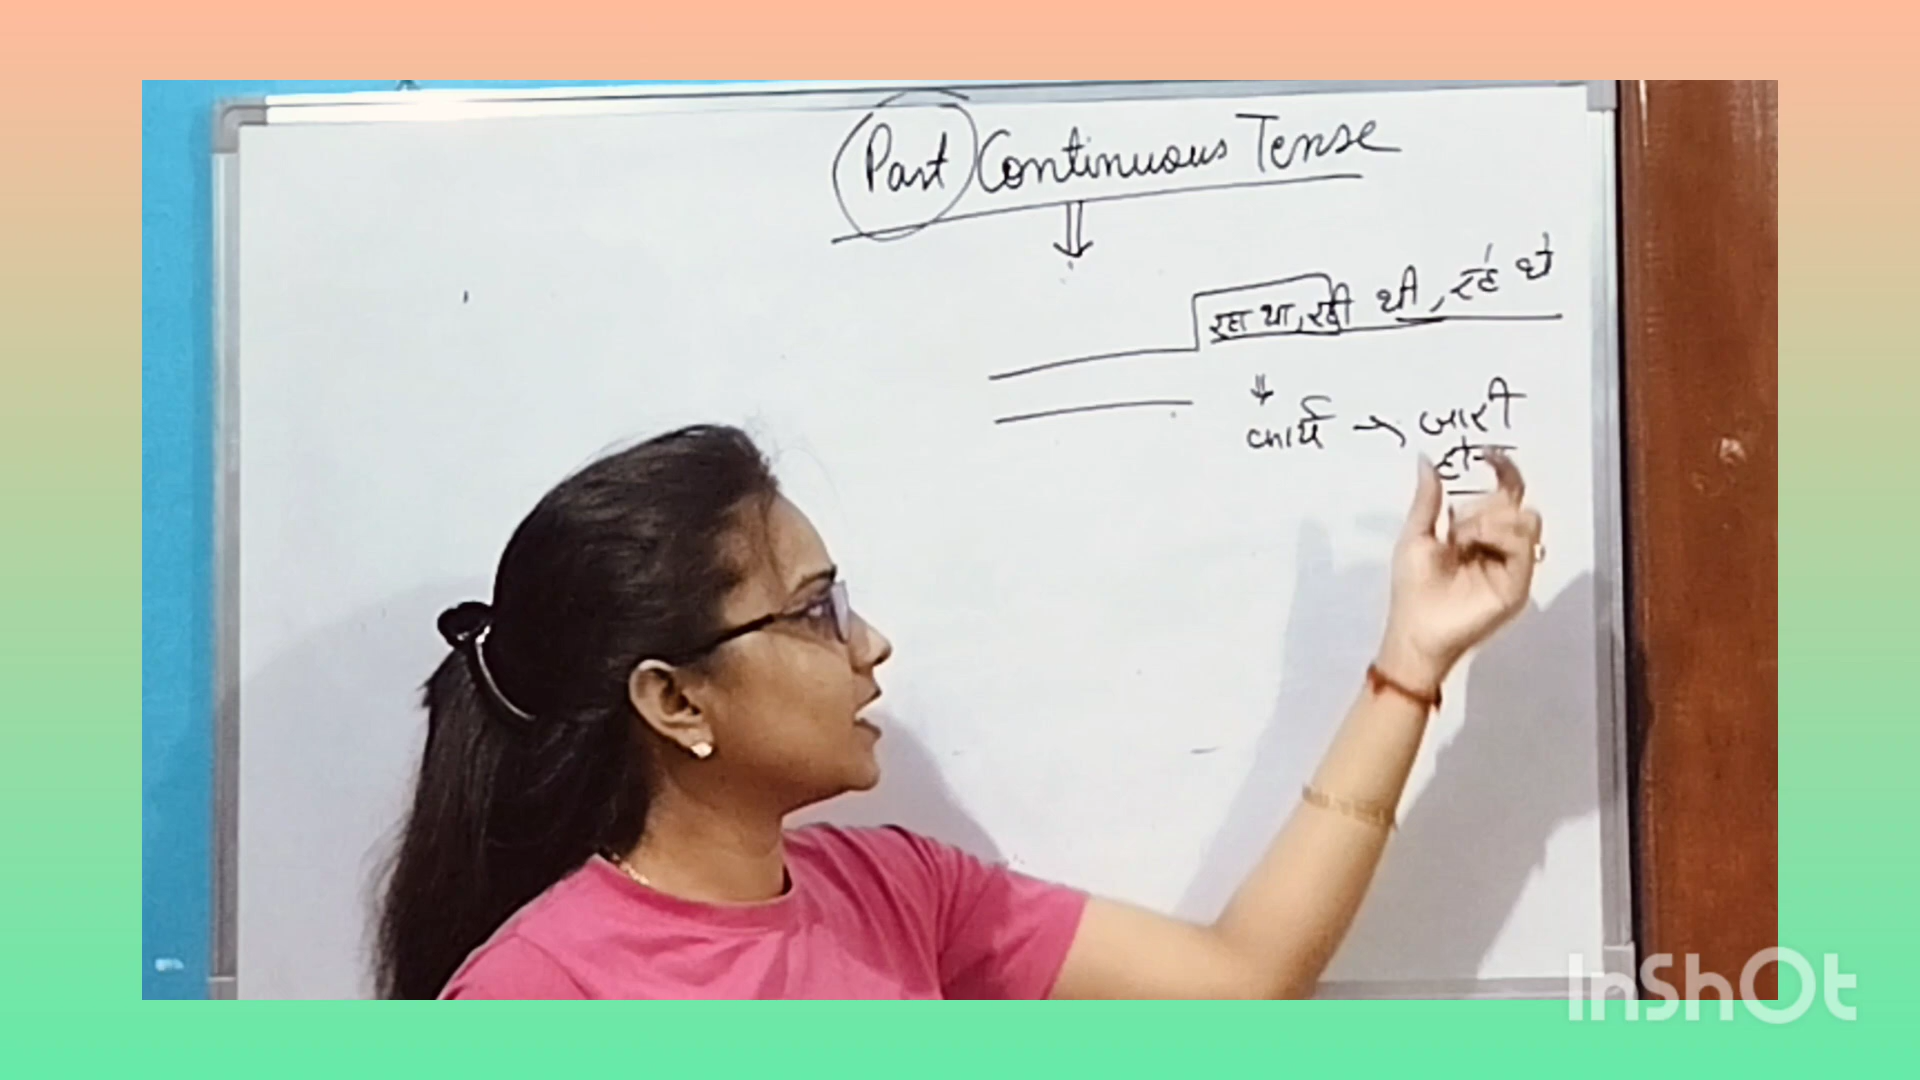 Past Continuous Tense
रहा था, रही थी, रहे थे
कार्य → जारी
InShOt